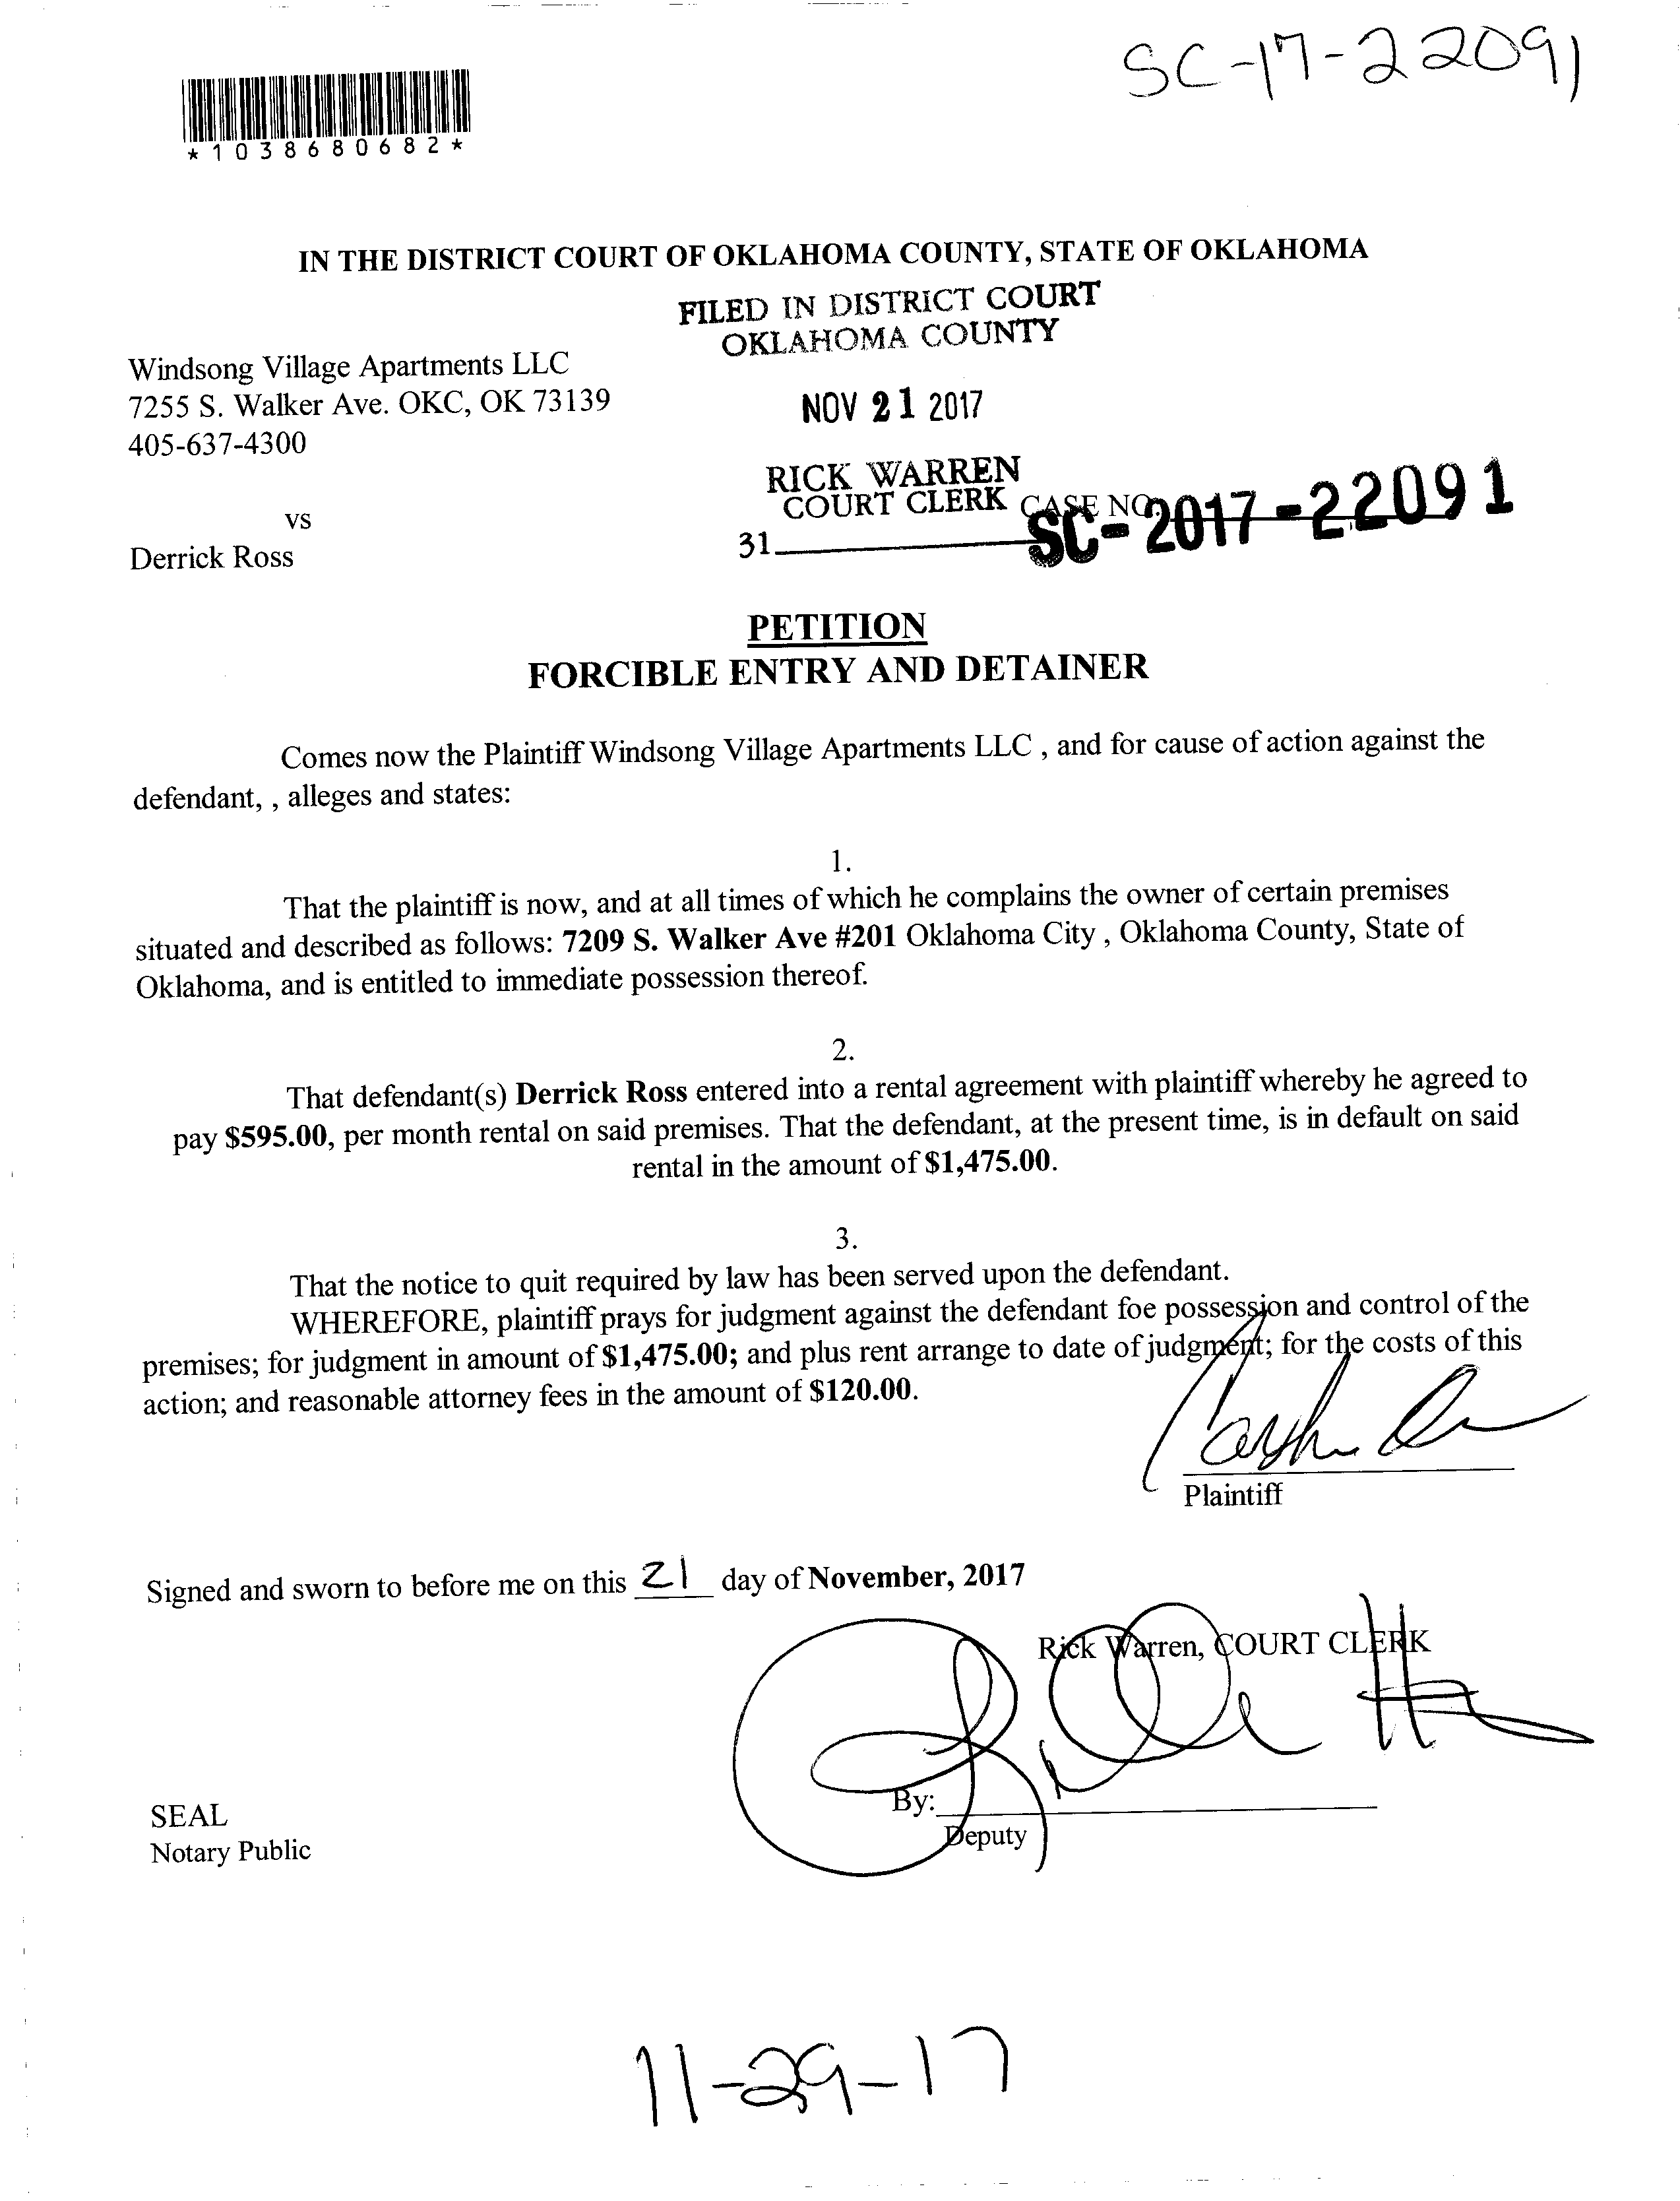 SC-17-22091
*1038680682*
IN THE DISTRICT COURT OF OKLAHOMA COUNTY, STATE OF OKLAHOMA
FILED IN DISTRICT COURT
OKLAHOMA COUNTY
Windsong Village Apartments LLC
7255 S. Walker Ave. OKC, OK 73139
NOV 21 2017
405-637-4300
RICK WARREN
COURT CLERK CASE NO.
vs
SC-2017-22091
31
Derrick Ross
PETITION
FORCIBLE ENTRY AND DETAINER
Comes now the Plaintiff Windsong Village Apartments LLC , and for cause of action against the
defendant, , alleges and states:
1.
That the plaintiff is now, and at all times of which he complains the owner of certain premises
situated and described as follows: 7209 S. Walker Ave #201 Oklahoma City , Oklahoma County, State of
Oklahoma, and is entitled to immediate possession thereof.
2.
That defendant(s) Derrick Ross entered into a rental agreement with plaintiff whereby he agreed to
pay $595.00, per month rental on said premises. That the defendant, at the present time, is in default on said
rental in the amount of $1,475.00.
3.
That the notice to quit required by law has been served upon the defendant.
WHEREFORE, plaintiff prays for judgment against the defendant foe possession and control of the
premises; for judgment in amount of $1,475.00; and plus rent arrange to date of judgment; for the costs of this
action; and reasonable attorney fees in the amount of $120.00.
Plaintiff
Signed and sworn to before me on this 21 day of November, 2017
Rick Warren, COURT CLERK
By:
SEAL
Deputy
Notary Public
11-29-17